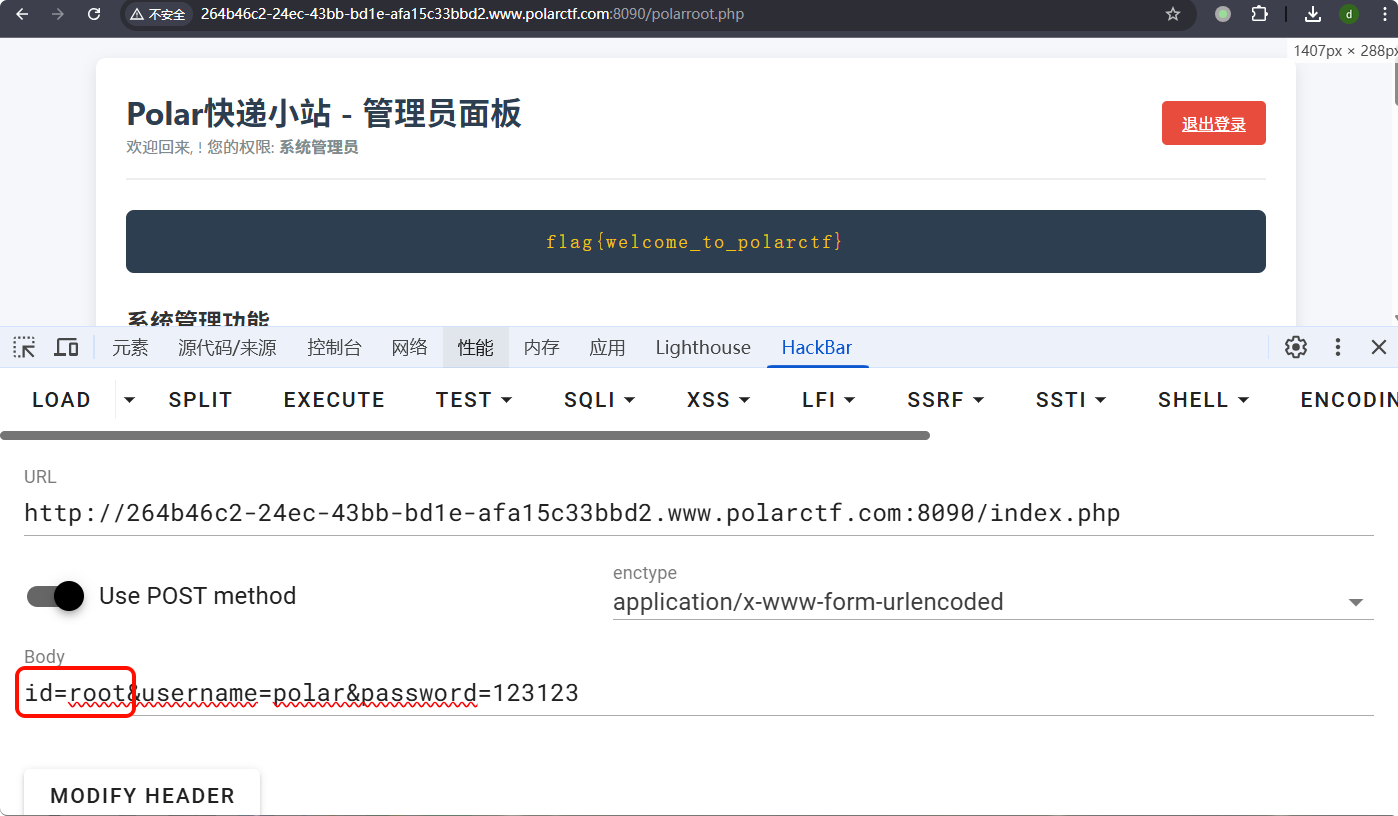 不安全 264b46c2-24ec-43bb-bd1e-afa15c33bbd2.www.polarctf.com:8090/polarroot.php d
1407px × 288px
Polar快递小站 - 管理员面板
退出登录
欢迎回来, ! 您的权限: 系统管理员
flag{welcome_to_polarctf}
系统管理功能
元素 源代码/来源 控制台 网络 性能 内存 应用 Lighthouse HackBar
LOAD SPLIT EXECUTE TEST SQLI XSS LFI SSRF SSTI SHELL ENCODIN
URL
http://264b46c2-24ec-43bb-bd1e-afa15c33bbd2.www.polarctf.com:8090/index.php
enctype
Use POST method
application/x-www-form-urlencoded
Body
id=root&username=polar&password=123123
MODIFY HEADER